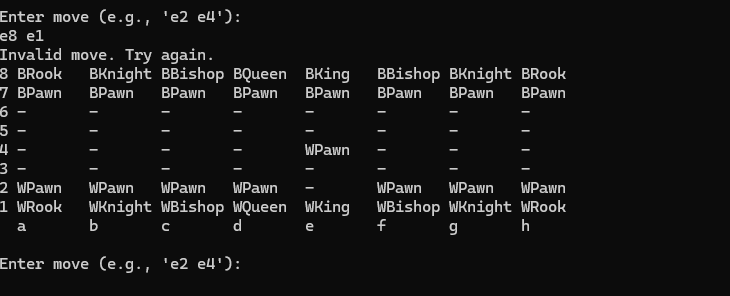 Enter move (e.g., 'e2 e4'):
e8 e1
Invalid move. Try again.
8 BRook   BKnight BBishop BQueen  BKing   BBishop BKnight BRook
7 BPawn   BPawn   BPawn   BPawn   BPawn   BPawn   BPawn   BPawn
6 -       -       -       -       -       -       -       -
5 -       -       -       -       -       -       -       -
4 -       -       -       -       WPawn   -       -       -
3 -       -       -       -       -       -       -       -
2 WPawn   WPawn   WPawn   WPawn   -       WPawn   WPawn   WPawn
1 WRook   WKnight WBishop WQueen  WKing   WBishop WKnight WRook
  a       b       c       d       e       f       g       h
Enter move (e.g., 'e2 e4'):